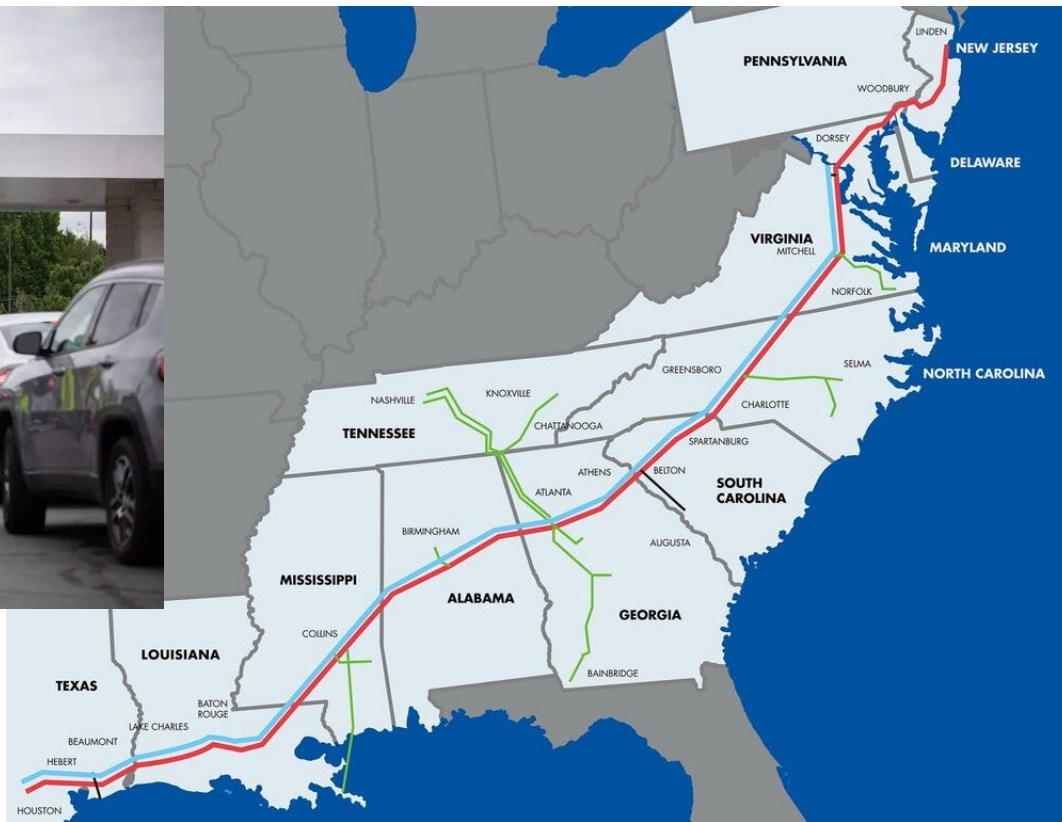 LINDEN
NEW JERSEY
PENNSYLVANIA
WOODBURY
DORSEY
DELAWARE
VIRGINIA
MITCHELL
MARYLAND
NORFOLK
GREENSBORO
SELMA
NORTH CAROLINA
NASHVILLE
KNOXVILLE
CHARLOTTE
CHATTANOOGA
TENNESSEE
SPARTANBURG
ATHENS
BELTON
SOUTH
CAROLINA
ATLANTA
BIRMINGHAM
AUGUSTA
MISSISSIPPI
ALABAMA
GEORGIA
COLLINS
LOUISIANA
BAINBRIDGE
TEXAS
BATON
ROUGE
LAKE CHARLES
BEAUMONT
HEBERT
HOUSTON